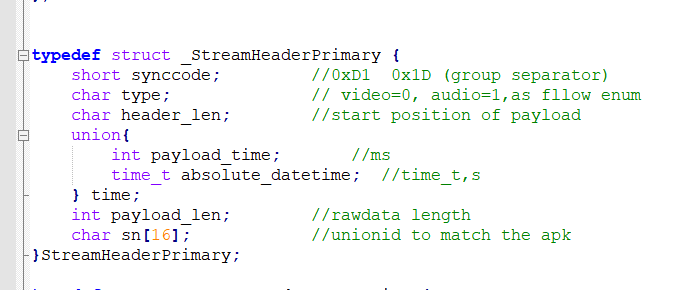 typedef struct _StreamHeaderPrimary {
short synccode; //0xD1 0x1D (group separator)
char type; // video=0, audio=1,as fllow enum
char header_len; //start position of payload
union{
int payload_time; //ms
time_t absolute_datetime; //time_t,s
} time;
int payload_len; //rawdata length
char sn[16]; //unionid to match the apk
}StreamHeaderPrimary;